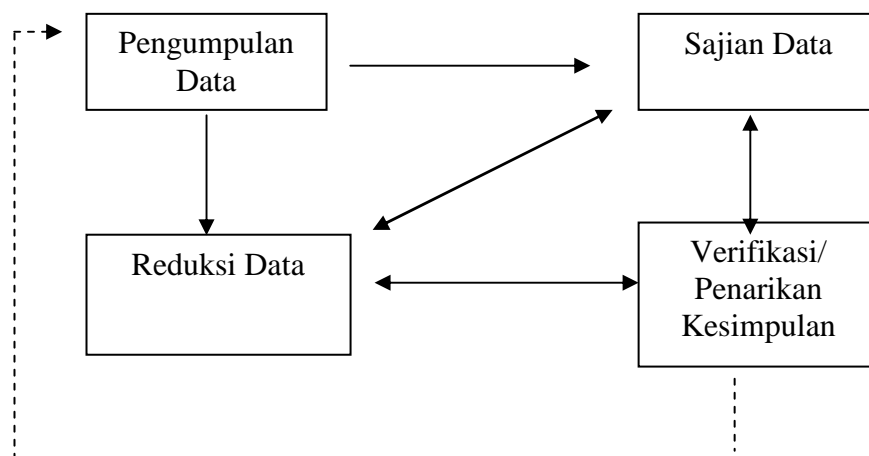 Pengumpulan
Data
Sajian Data
Reduksi Data
Verifikasi/
Penarikan
Kesimpulan